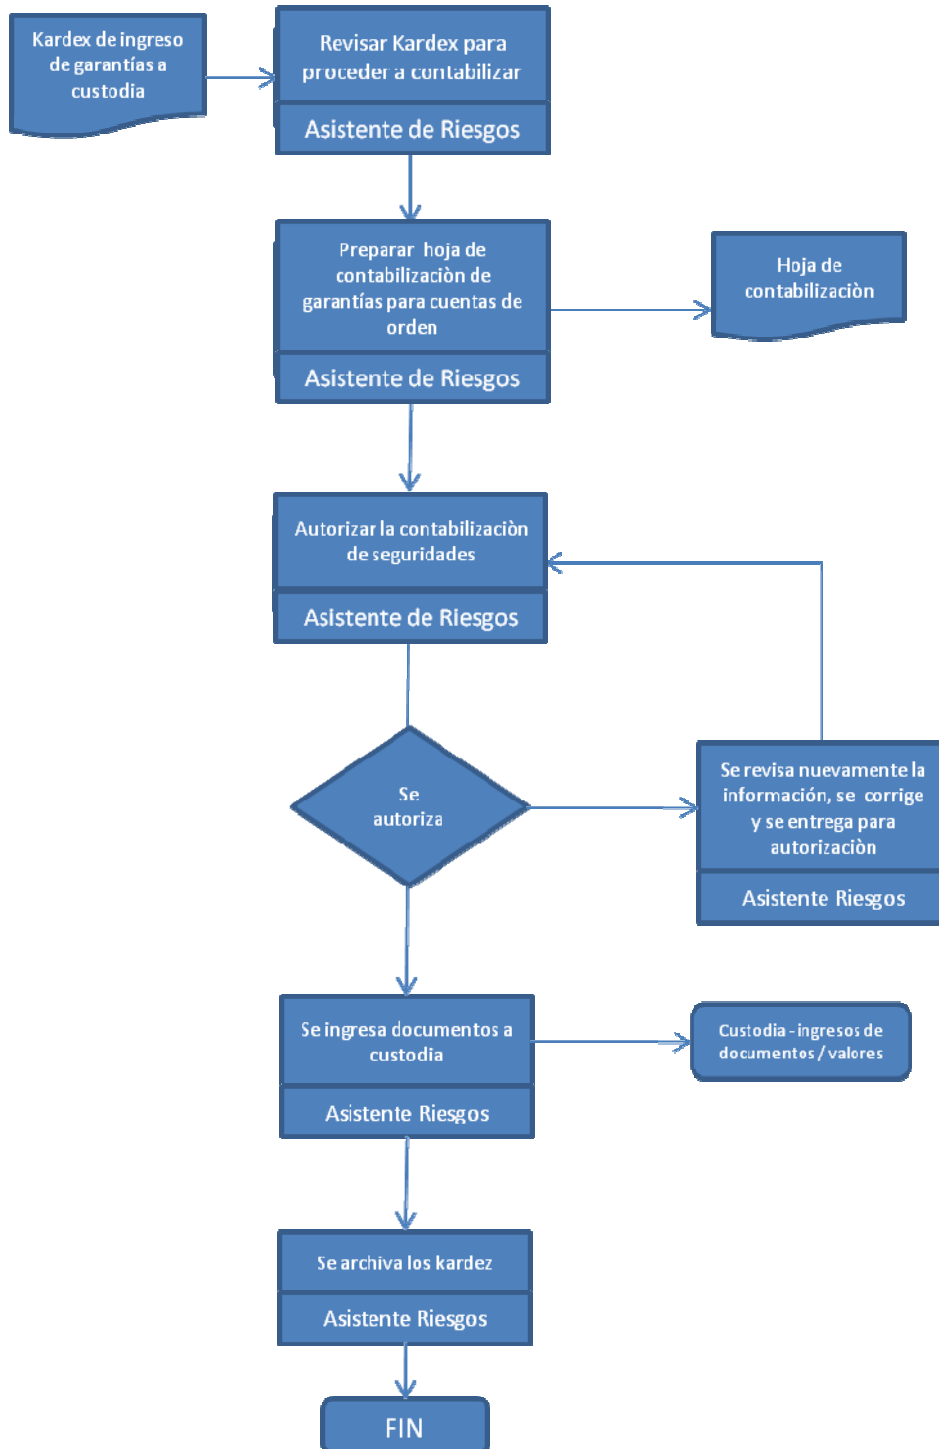 Kardex de ingreso
de garantías a
custodia
Revisar Kardex para
proceder a contabilizar
Asistente de Riesgos
Preparar hoja de
contabilizaciòn de
garantías para cuentas de
orden
Asistente de Riesgos
Hoja de
contabilizaciòn
Autorizar la contabilizaciòn
de seguridades
Asistente de Riesgos
Se
autoriza
Se revisa nuevamente la
información, se corrige
y se entrega para
autorizaciòn
Asistente Riesgos
Se ingresa documentos a
custodia
Asistente Riesgos
Custodia - ingresos de
documentos / valores
Se archiva los kardez
Asistente Riesgos
FIN